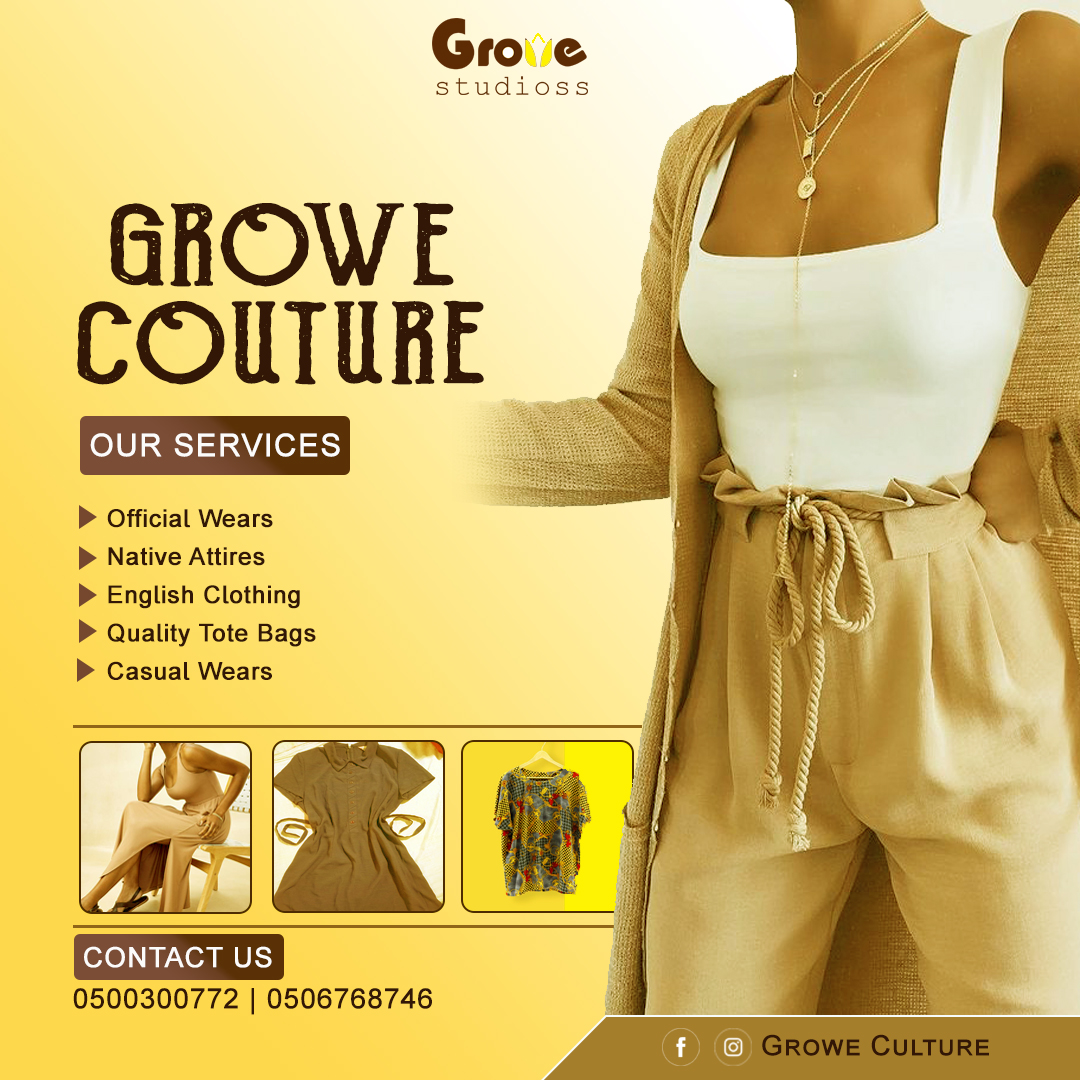 Growe
studioss
GROWE
COUTURE
OUR SERVICES
Official Wears
Native Attires
English Clothing
Quality Tote Bags
Casual Wears
CONTACT US
0500300772 | 0506768746
Growe Culture